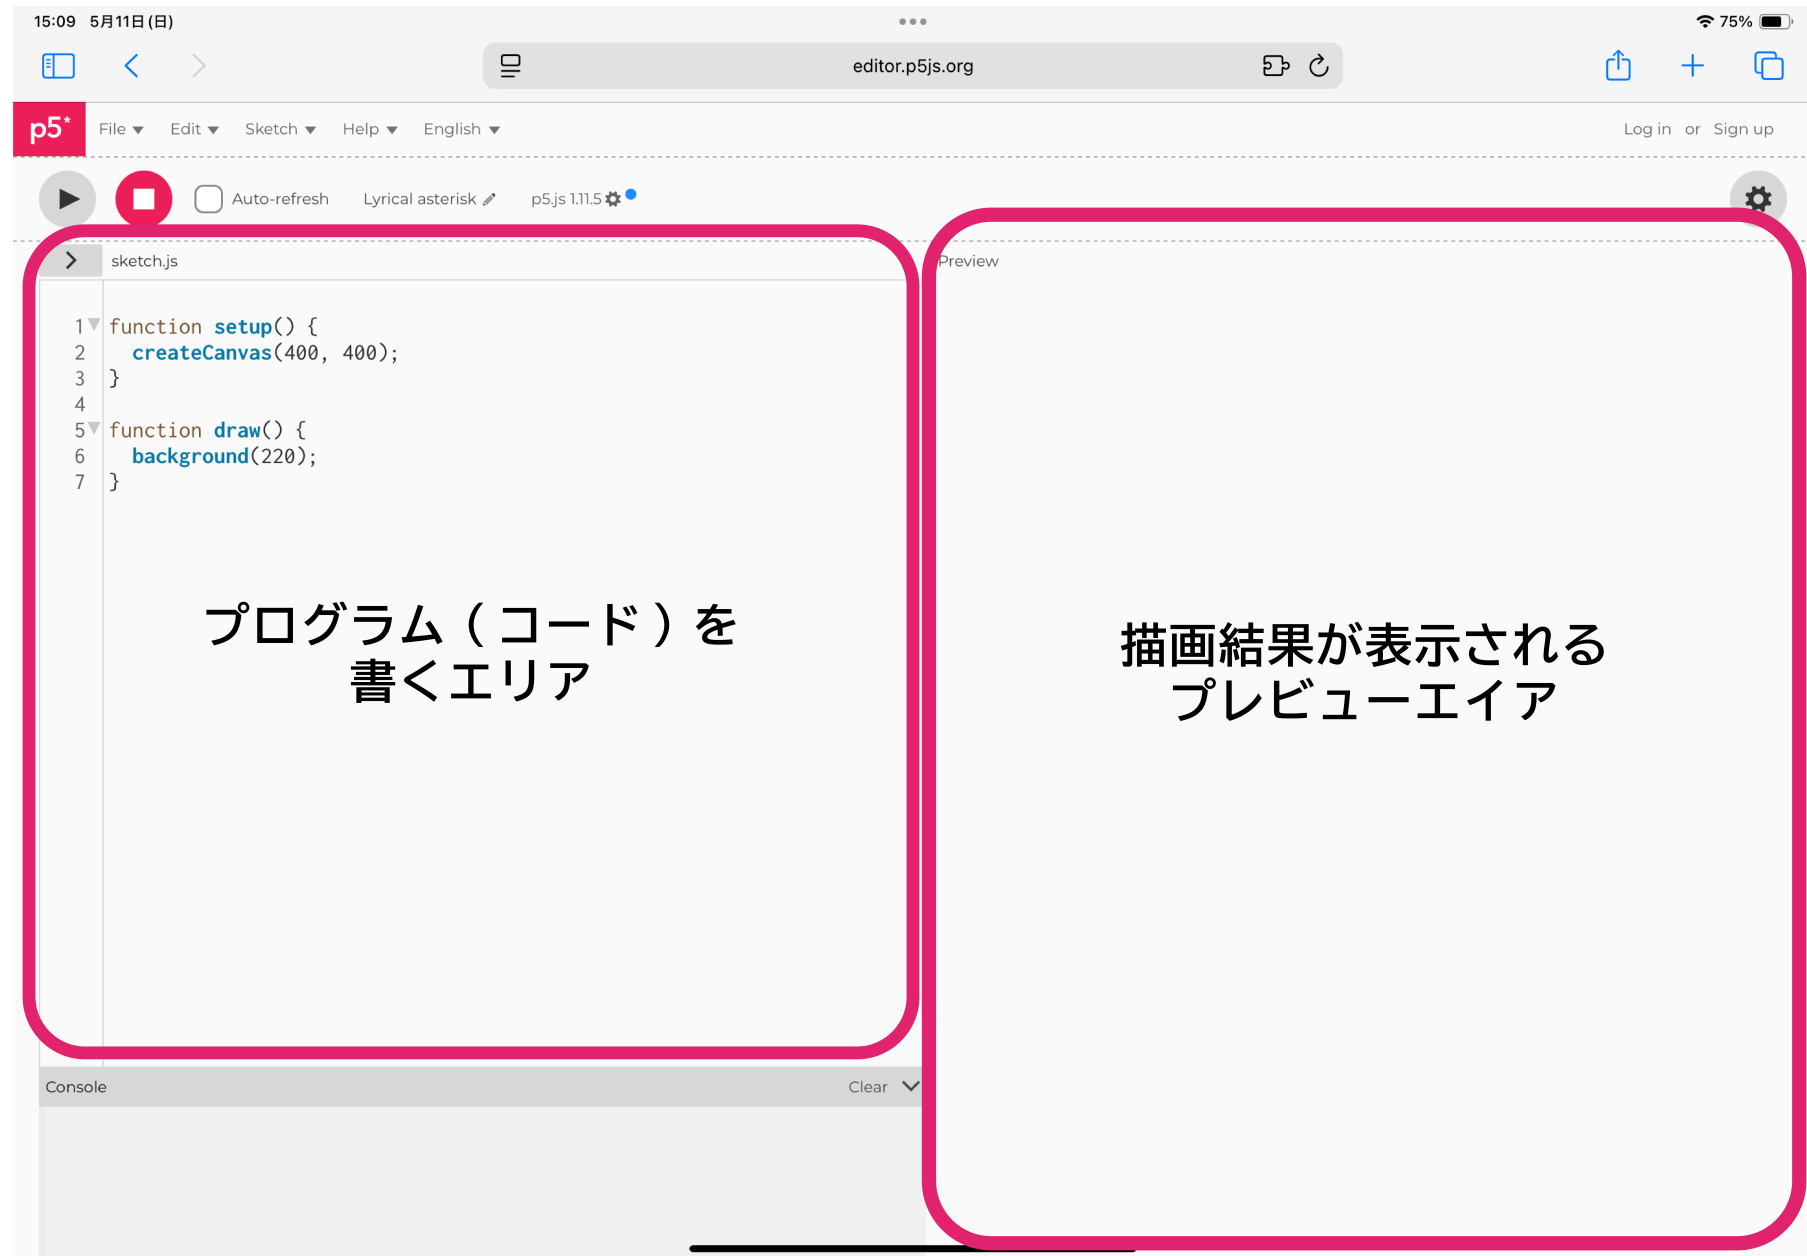 15:09 5月11日(日)
75%
editor.p5js.org
p5*
File Edit Sketch Help English
Log in or Sign up
Auto-refresh Lyrical asterisk p5.js 1.11.5
sketch.js
Preview
1 function setup() {
2 createCanvas(400, 400);
3 }
4
5 function draw() {
6 background(220);
7 }
プログラム（コード）を
書くエリア
描画結果が表示される
プレビューエイア
Console
Clear